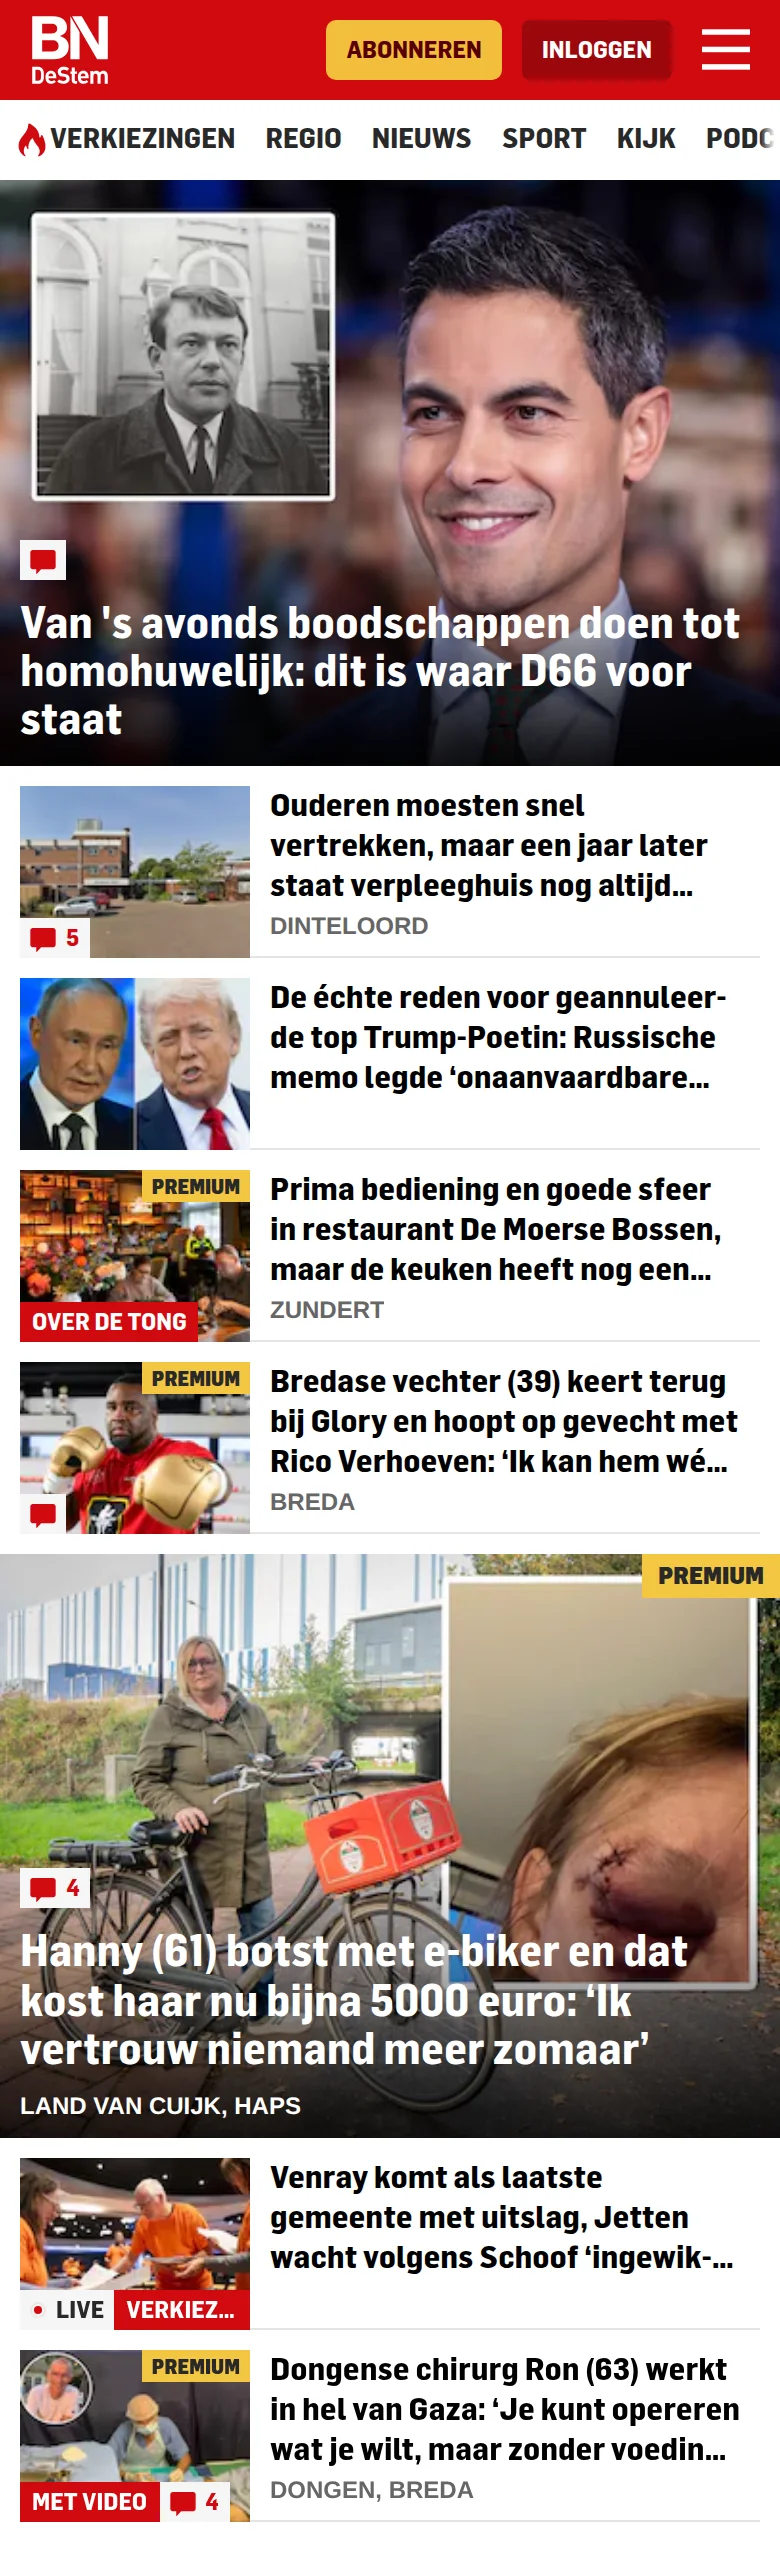 BN
DeStem
ABONNEREN
INLOGGEN
VERKIEZINGEN REGIO NIEUWS SPORT KIJK PODC
Van 's avonds boodschappen doen tot
homohuwelijk: dit is waar D66 voor
staat
Ouderen moesten snel
vertrekken, maar een jaar later
staat verpleeghuis nog altijd...
DINTELOORD
5
De échte reden voor geannuleer-
de top Trump-Poetin: Russische
memo legde ‘onaanvaardbare...
PREMIUM
OVER DE TONG
Prima bediening en goede sfeer
in restaurant De Moerse Bossen,
maar de keuken heeft nog een...
ZUNDERT
PREMIUM
Bredase vechter (39) keert terug
bij Glory en hoopt op gevecht met
Rico Verhoeven: ‘Ik kan hem wé...
BREDA
PREMIUM
4
Hanny (61) botst met e-biker en dat
kost haar nu bijna 5000 euro: ‘Ik
vertrouw niemand meer zomaar’
LAND VAN CUIJK, HAPS
LIVE VERKIEZ...
Venray komt als laatste
gemeente met uitslag, Jetten
wacht volgens Schoof ‘ingewik-...
PREMIUM
MET VIDEO 4
Dongense chirurg Ron (63) werkt
in hel van Gaza: ‘Je kunt opereren
wat je wilt, maar zonder voedin...
DONGEN, BREDA